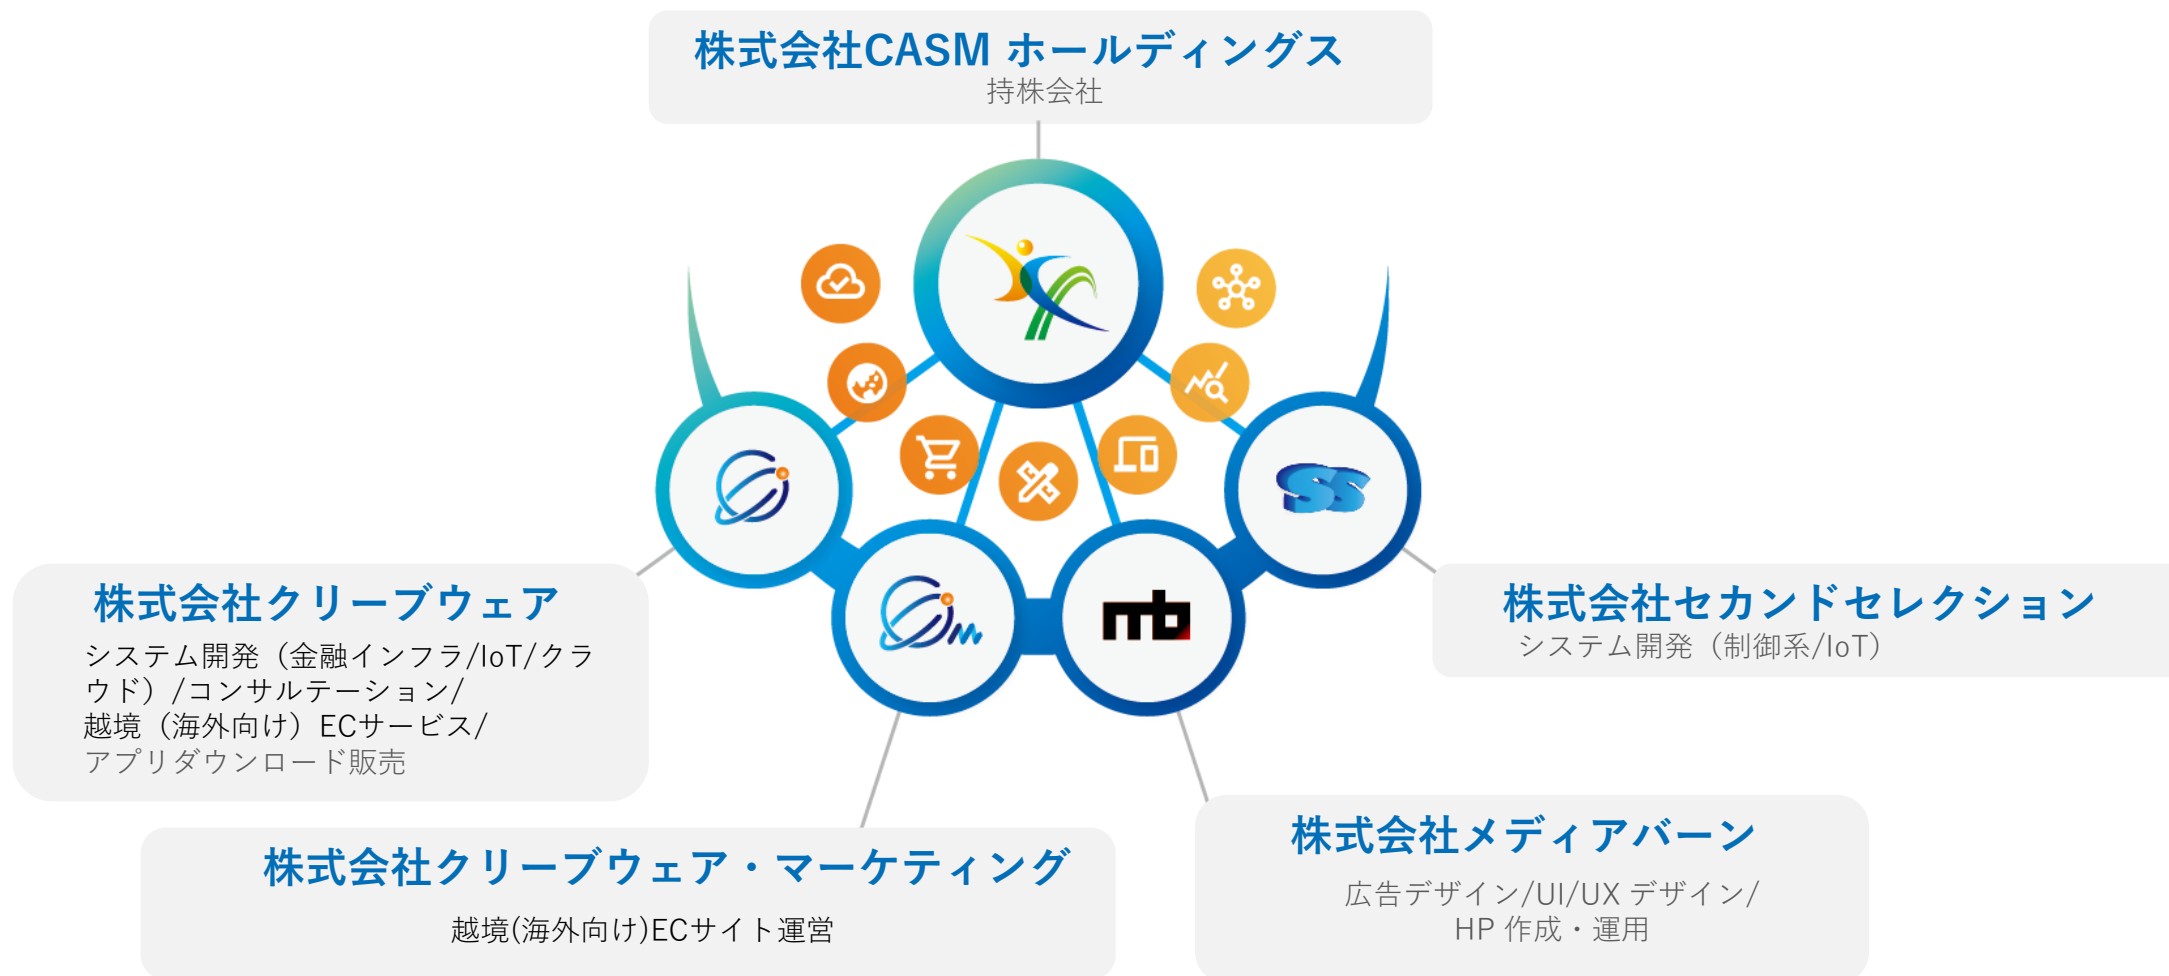 株式会社CASM ホールディングス
持株会社
株式会社クリーブウェア
システム開発（金融インフラ/IoT/クラ
ウド）/コンサルテーション/
越境（海外向け）ECサービス/
アプリダウンロード販売
株式会社セカンドセレクション
システム開発（制御系/IoT）
SS
m
mb
株式会社クリーブウェア・マーケティング
越境(海外向け)ECサイト運営
株式会社メディアバーン
広告デザイン/UI/UX デザイン/
HP 作成・運用